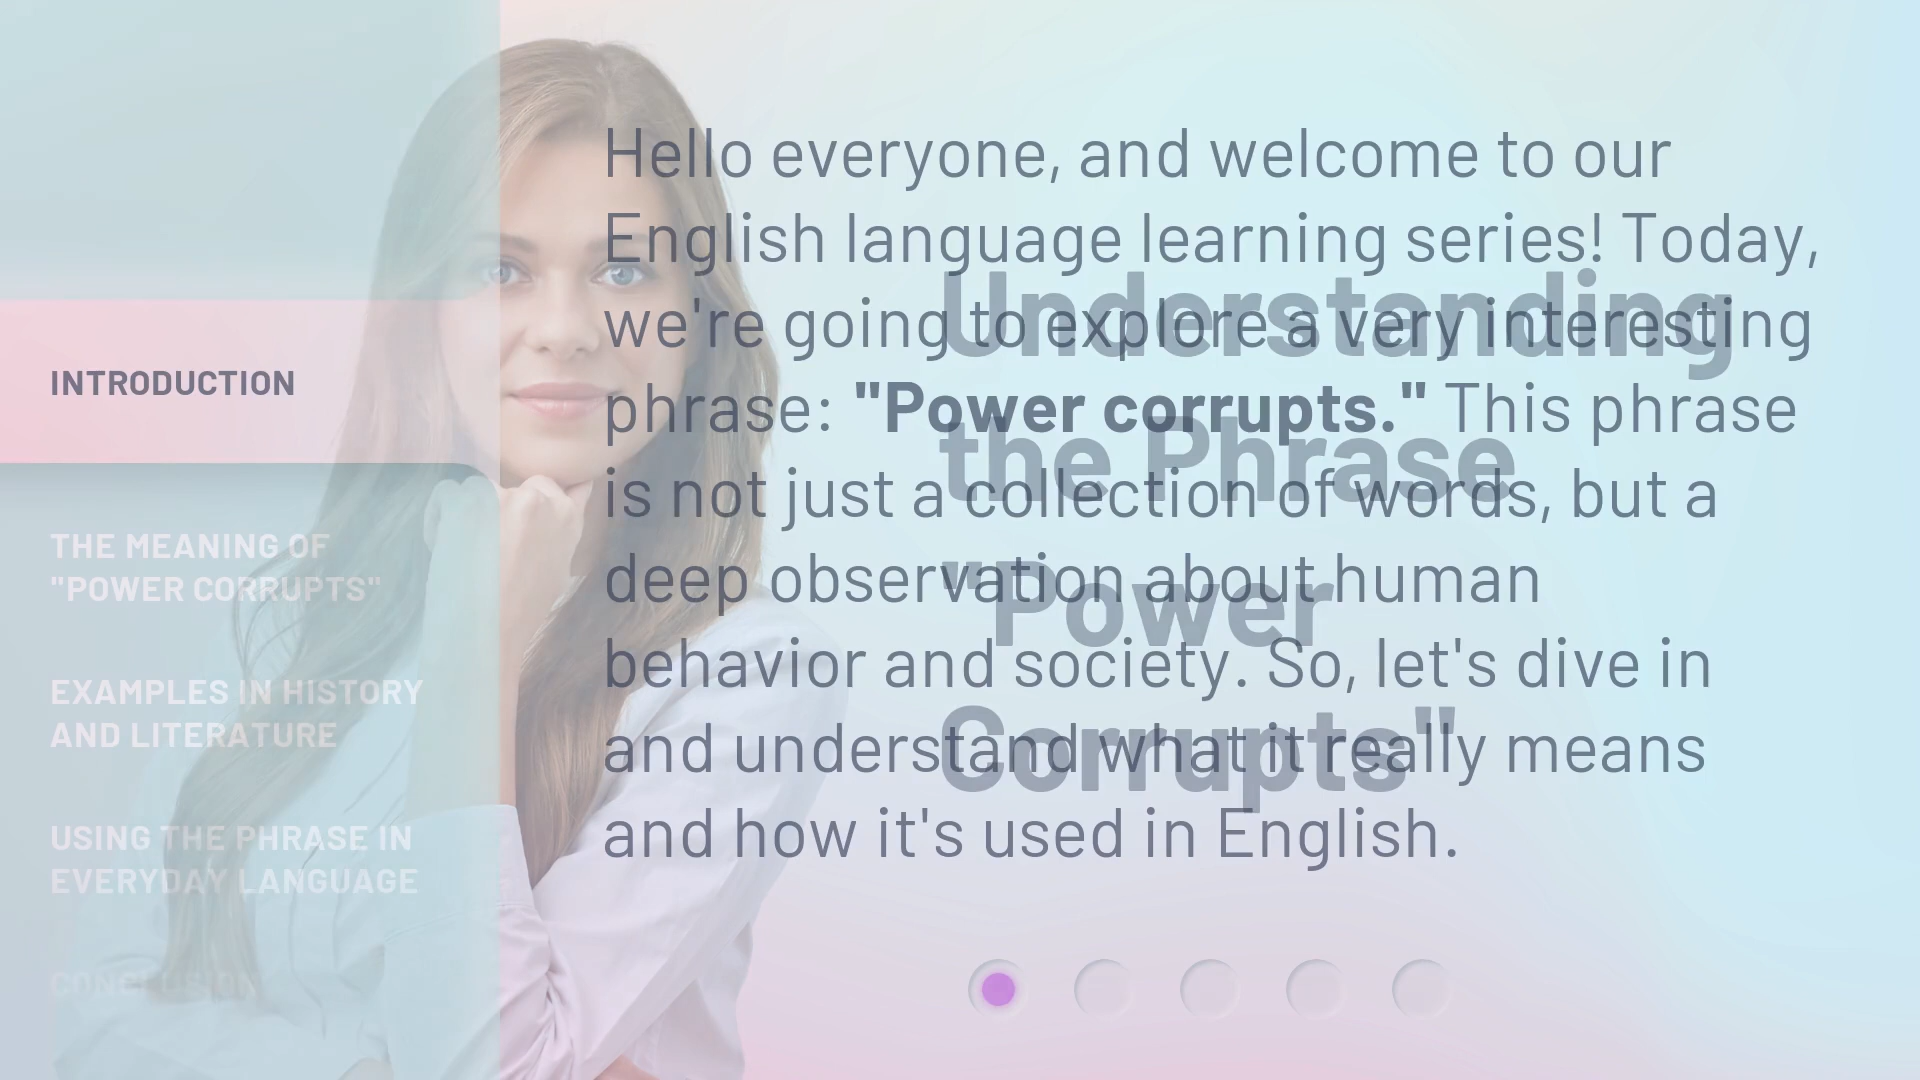 INTRODUCTION
THE MEANING OF
"POWER CORRUPTS"
EXAMPLES IN HISTORY
AND LITERATURE
USING THE PHRASE IN
EVERYDAY LANGUAGE
CONCLUSION
Hello everyone, and welcome to our
English language learning series! Today,
we're going to explore a very interesting
phrase: "Power corrupts." This phrase
is not just a collection of words, but a
deep observation about human
behavior and society. So, let's dive in
and understand what it really means
and how it's used in English.
Understanding
the Phrase
"Power
Corrupts"